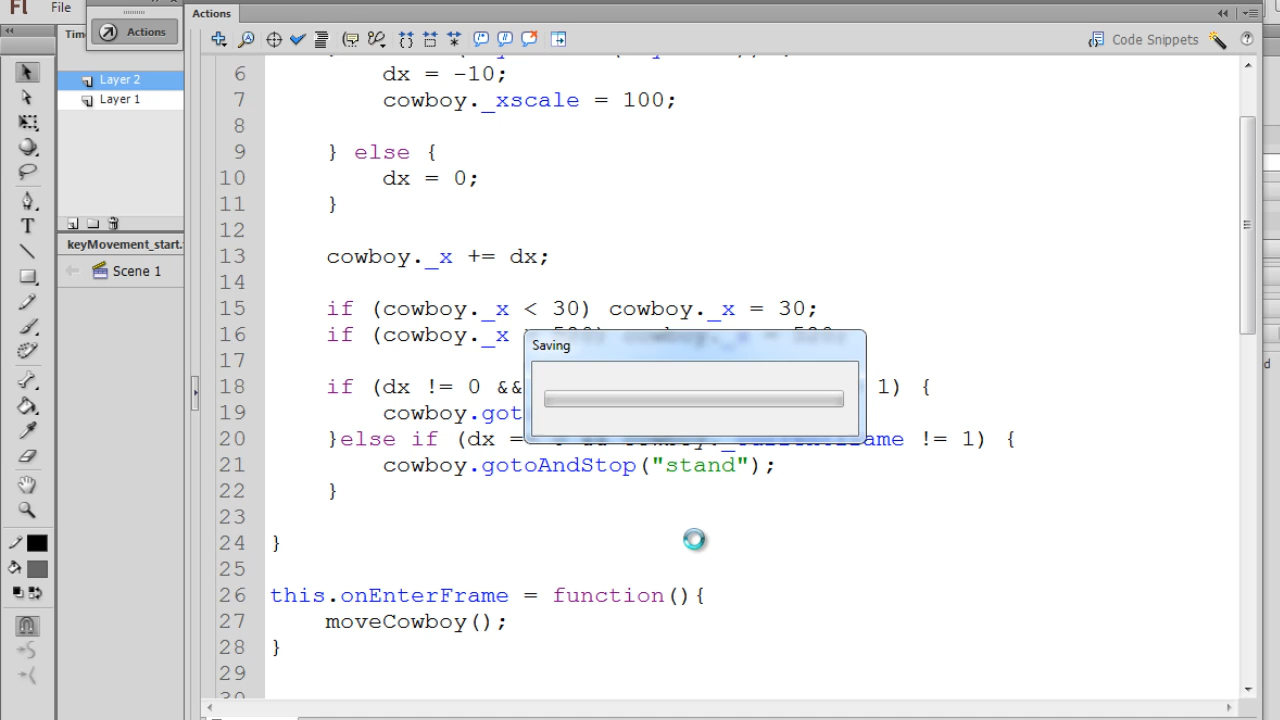 Fl File
Actions
Time
Actions
Code Snippets
Layer 2
Layer 1
6 dx = -10;
7 cowboy._xscale = 100;
8
9 } else {
10 dx = 0;
11 }
12
13 cowboy._x += dx;
14
15 if (cowboy._x < 30) cowboy._x = 30;
16 if (cowboy._x
Saving
17
18 if (dx != 0 && 1) {
19 cowboy.got
20 }else if (dx = != 1) {
21 cowboy.gotoAndStop("stand");
22 }
23
24 }
25
26 this.onEnterFrame = function(){
27 moveCowboy();
28 }
29
30
keyMovement_start.
Scene 1